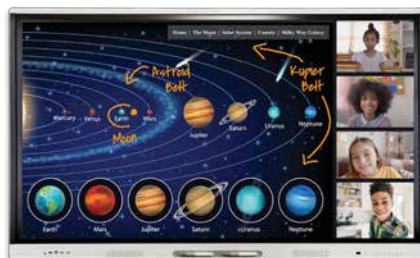 Home | The Moon | Solar System | Comets | Milky Way Galaxy
Astroid
Belt
Kupier
Belt
Mercury
Venus
Earth
Mars
Moon
Jupiter
Saturn
Uranus
Neptune
Earth
Mars
Jupiter
Saturn
Uranus
Neptune